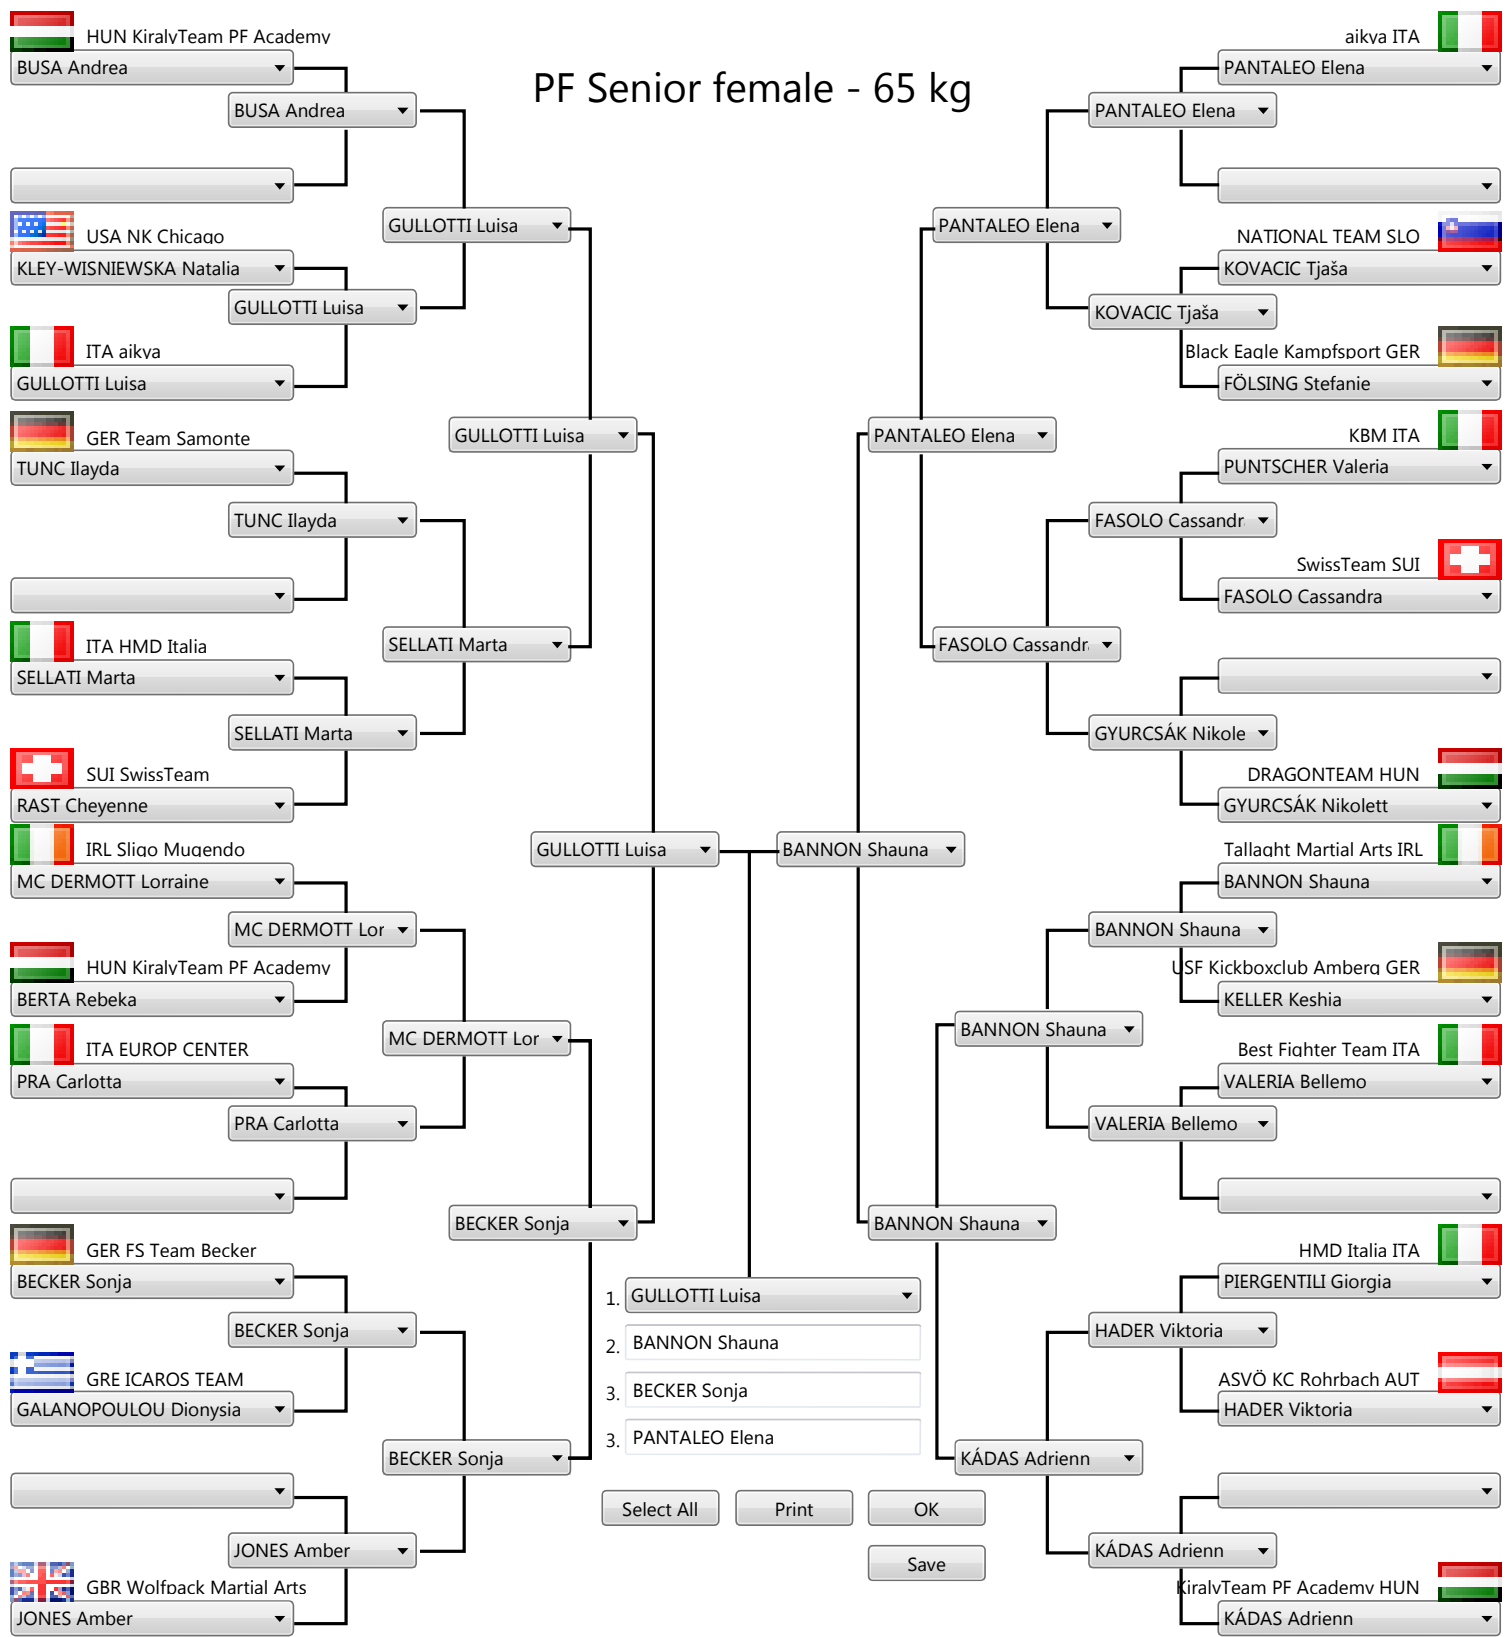 PF Senior female - 65 kg
HUN KiralyTeam PF Academy
BUSA Andrea
BUSA Andrea
USA NK Chicago
KLEY-WISNIEWSKA Natalia
GULLOTTI Luisa
GULLOTTI Luisa
ITA aikya
GULLOTTI Luisa
GER Team Samonte
TUNC Ilayda
GULLOTTI Luisa
TUNC Ilayda
ITA HMD Italia
SELLATI Marta
SELLATI Marta
SELLATI Marta
SUI SwissTeam
RAST Cheyenne
IRL Sligo Mugendo
GULLOTTI Luisa
MC DERMOTT Lorraine
MC DERMOTT Lor
HUN KiralyTeam PF Academy
BERTA Rebeka
MC DERMOTT Lor
ITA EUROP CENTER
PRA Carlotta
PRA Carlotta
BECKER Sonja
GER FS Team Becker
BECKER Sonja
BECKER Sonja
GRE ICAROS TEAM
GALANOPOULOU Dionysia
BECKER Sonja
JONES Amber
GBR Wolfpack Martial Arts
JONES Amber
aikya ITA
PANTALEO Elena
PANTALEO Elena
PANTALEO Elena
NATIONAL TEAM SLO
KOVACIC Tjaša
KOVACIC Tjaša
Black Eagle Kampfsport GER
FÖLSING Stefanie
PANTALEO Elena
KBM ITA
PUNTSCHER Valeria
FASOLO Cassandr
SwissTeam SUI
FASOLO Cassandra
FASOLO Cassandr
GYURCSÁK Nikole
DRAGONTEAM HUN
GYURCSÁK Nikolett
BANNON Shauna
Tallaght Martial Arts IRL
BANNON Shauna
BANNON Shauna
USF Kickboxclub Amberg GER
KELLER Keshia
BANNON Shauna
Best Fighter Team ITA
VALERIA Bellemo
VALERIA Bellemo
BANNON Shauna
HMD Italia ITA
PIERGENTILI Giorgia
HADER Viktoria
ASVÖ KC Rohrbach AUT
HADER Viktoria
KÁDAS Adrienn
KÁDAS Adrienn
KiralyTeam PF Academy HUN
KÁDAS Adrienn
1. GULLOTTI Luisa
2. BANNON Shauna
3. BECKER Sonja
3. PANTALEO Elena
Select All Print OK
Save